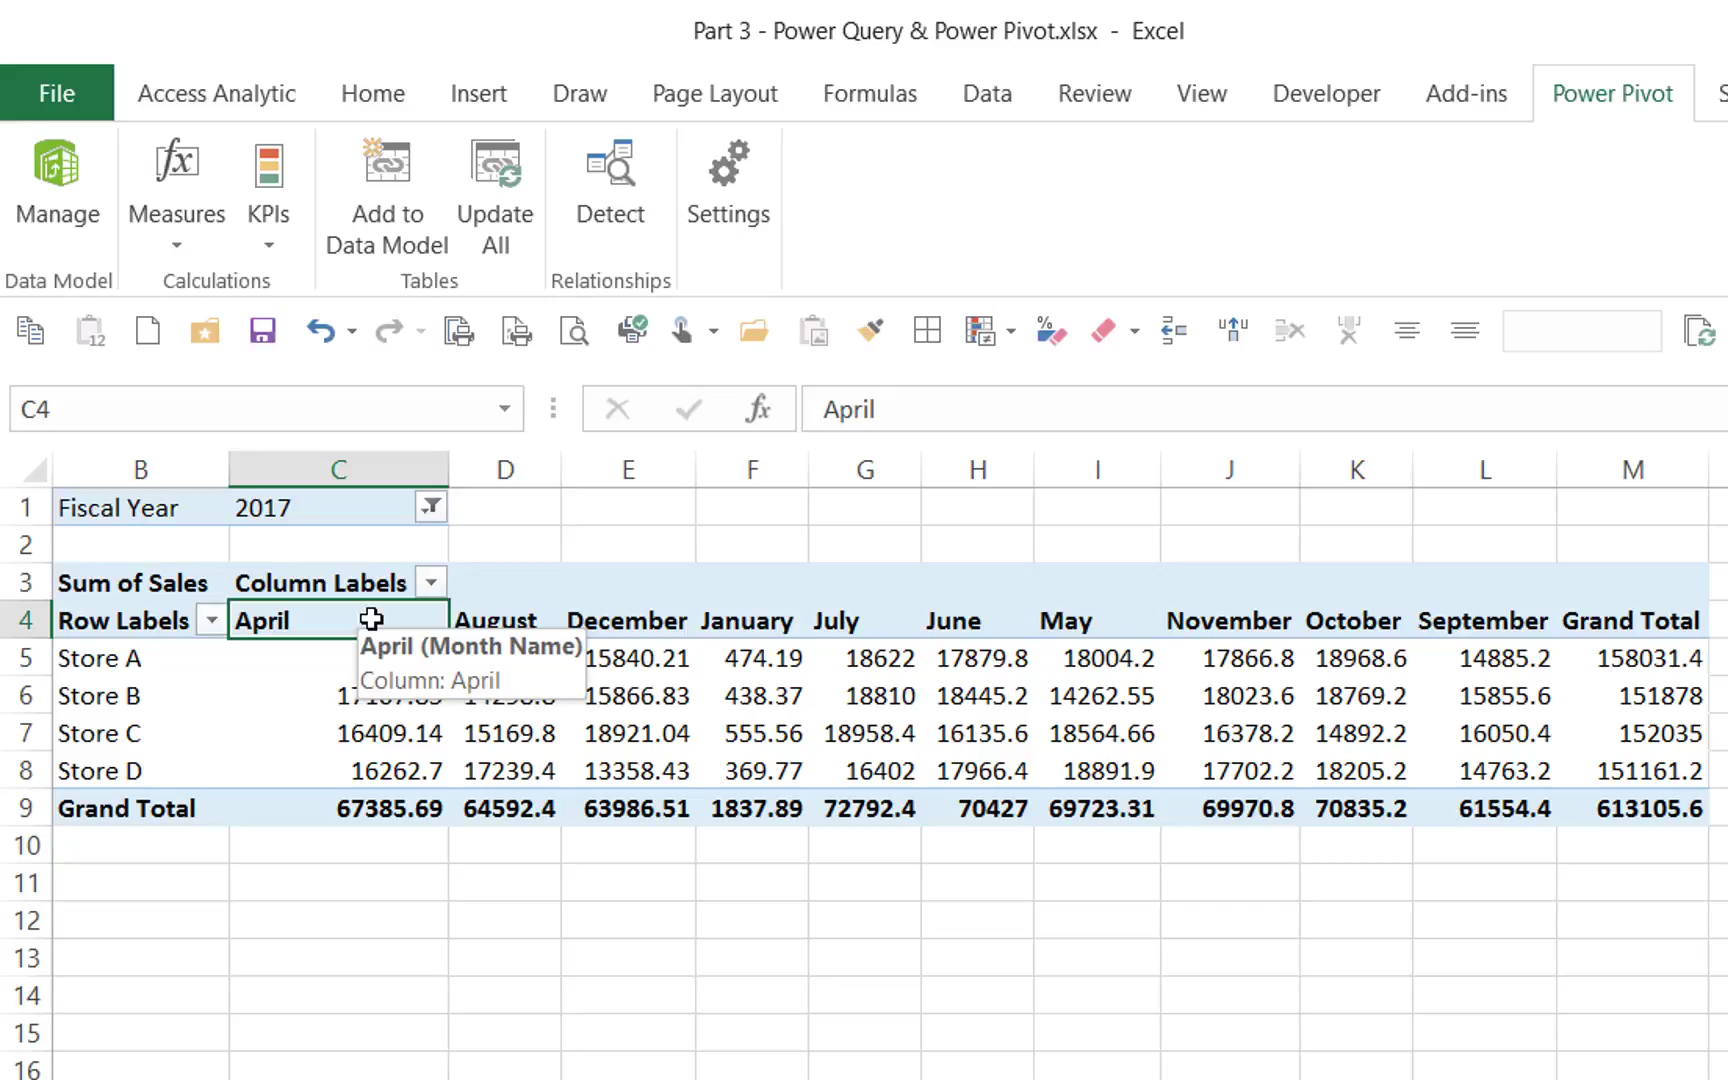 Part 3 - Power Query & Power Pivot.xlsx - Excel
File Access Analytic Home Insert Draw Page Layout Formulas Data Review View Developer Add-ins Power Pivot S
Manage Measures KPIs Add to Data Model Update All Detect Settings
Data Model Calculations Tables Relationships
C4 fx April
B C D E F G H I J K L M
1 Fiscal Year 2017
2
3 Sum of Sales Column Labels
4 Row Labels April August December January July June May November October September Grand Total
April (Month Name)
Column: April
5 Store A 15840.21 474.19 18622 17879.8 18004.2 17866.8 18968.6 14885.2 158031.4
6 Store B 15866.83 438.37 18810 18445.2 14262.55 18023.6 18769.2 15855.6 151878
7 Store C 16409.14 15169.8 18921.04 555.56 18958.4 16135.6 18564.66 16378.2 14892.2 16050.4 152035
8 Store D 16262.7 17239.4 13358.43 369.77 16402 17966.4 18891.9 17702.2 18205.2 14763.2 151161.2
9 Grand Total 67385.69 64592.4 63986.51 1837.89 72792.4 70427 69723.31 69970.8 70835.2 61554.4 613105.6
10
11
12
13
14
15
16